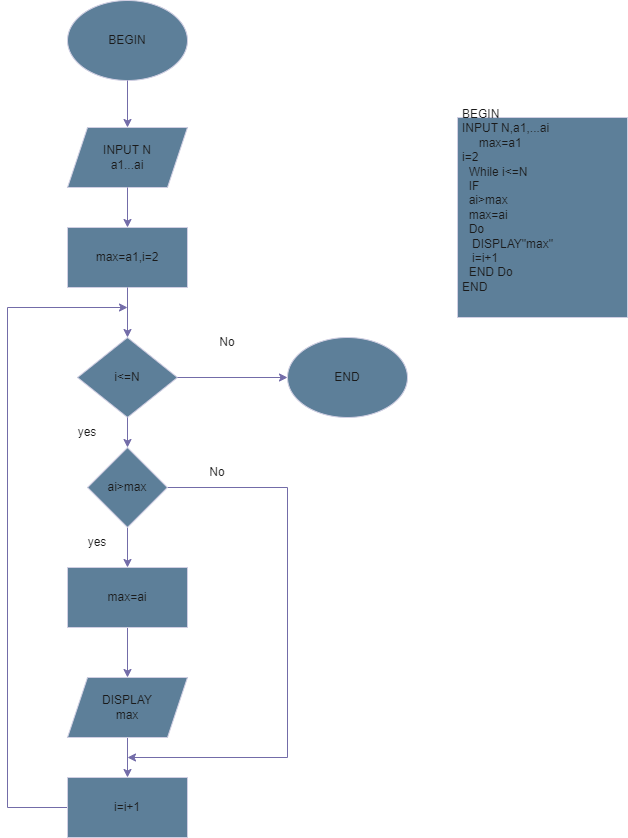 BEGIN
INPUT N
a1...ai
max=a1,i=2
i<=N
No
END
yes
ai>max
No
yes
max=ai
DISPLAY
max
i=i+1
BEGIN
INPUT N,a1,...ai
max=a1
i=2
While i<=N
IF
ai>max
max=ai
Do
DISPLAY"max"
i=i+1
END Do
END